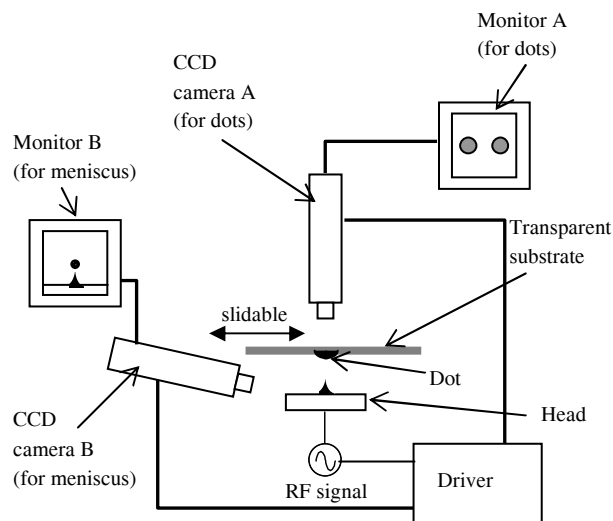 Monitor A
(for dots)
CCD
camera A
(for dots)
Monitor B
(for meniscus)
Transparent
substrate
slidable
Dot
Head
CCD
camera B
(for meniscus)
RF signal
Driver